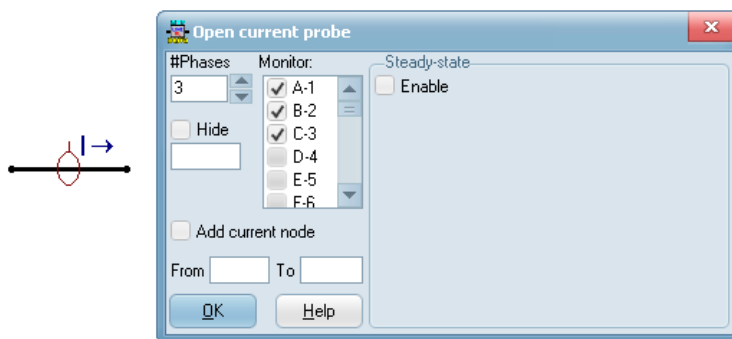 I →
Open current probe
#Phases Monitor: Steady-state
3
A-1
Enable
B-2
Hide
C-3
D-4
E-5
F-6
Add current node
From To
OK Help